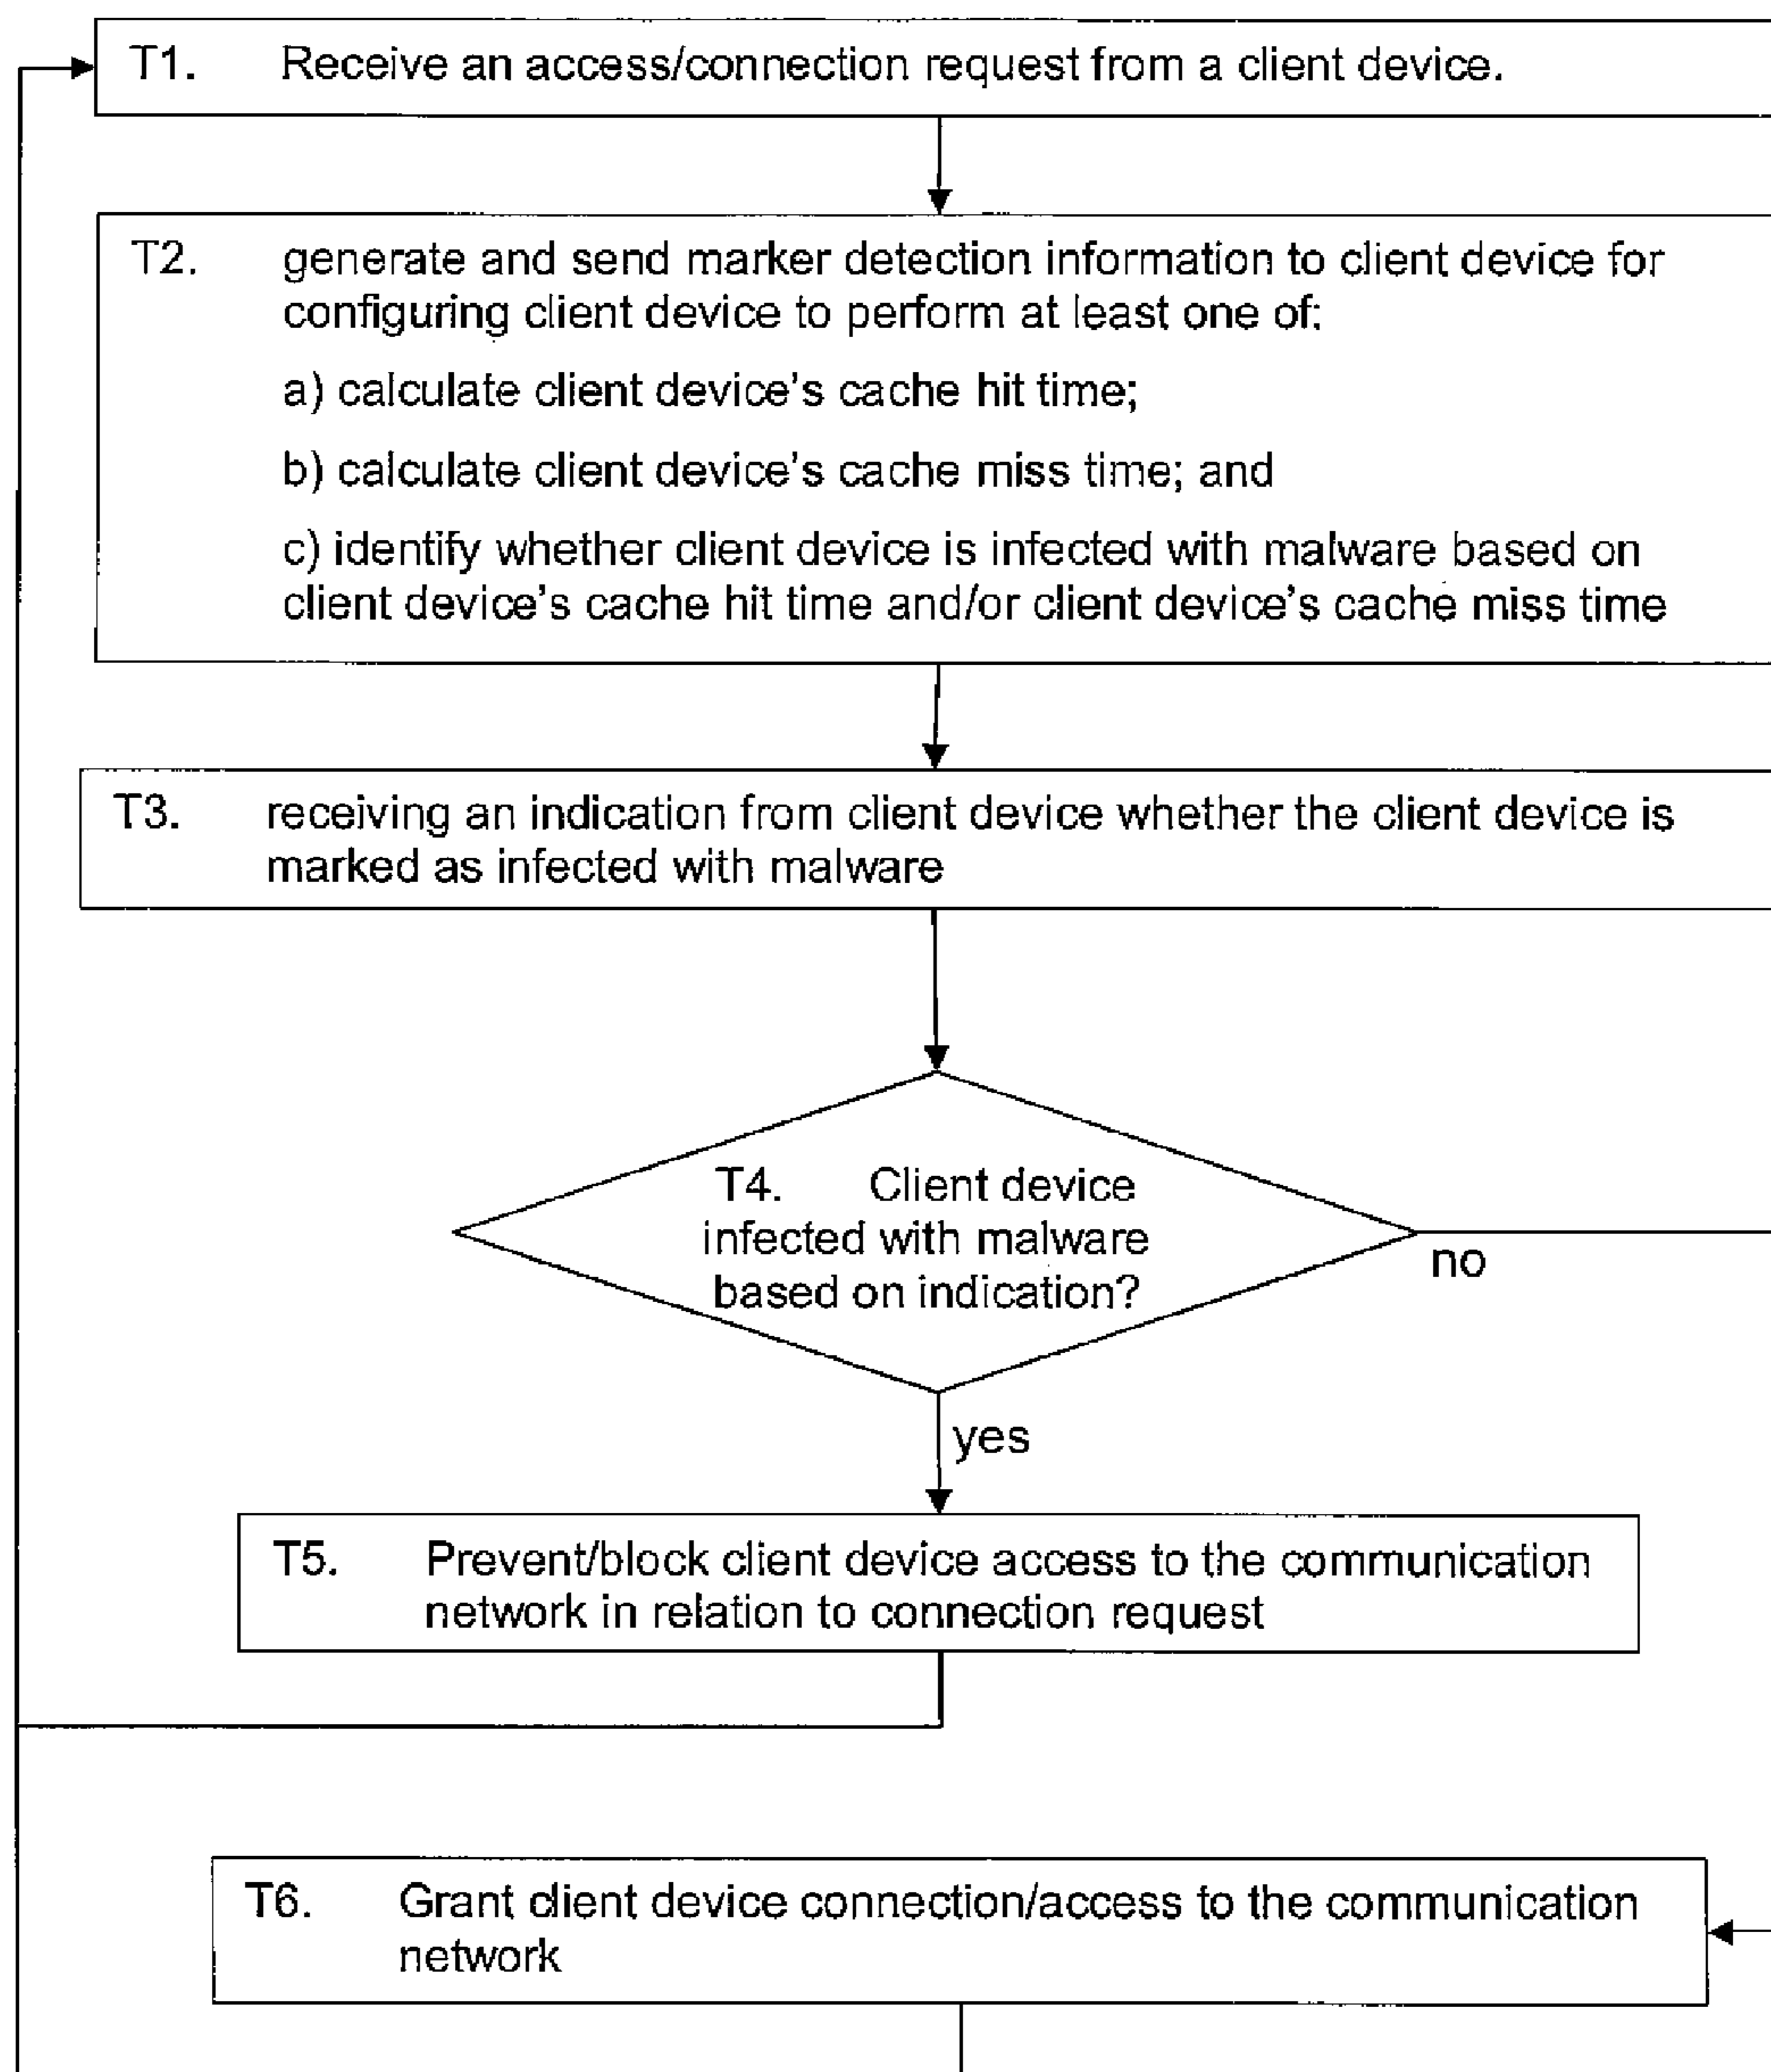 T1. Receive an access/connection request from a client device.
T2. generate and send marker detection information to client device for
configuring client device to perform at least one of:
a) calculate client device's cache hit time;
b) calculate client device's cache miss time; and
c) identify whether client device is infected with malware based on
client device's cache hit time and/or client device's cache miss time
T3. receiving an indication from client device whether the client device is
marked as infected with malware
T4. Client device
infected with malware
based on indication?
no
yes
T5. Prevent/block client device access to the communication
network in relation to connection request
T6. Grant client device connection/access to the communication
network